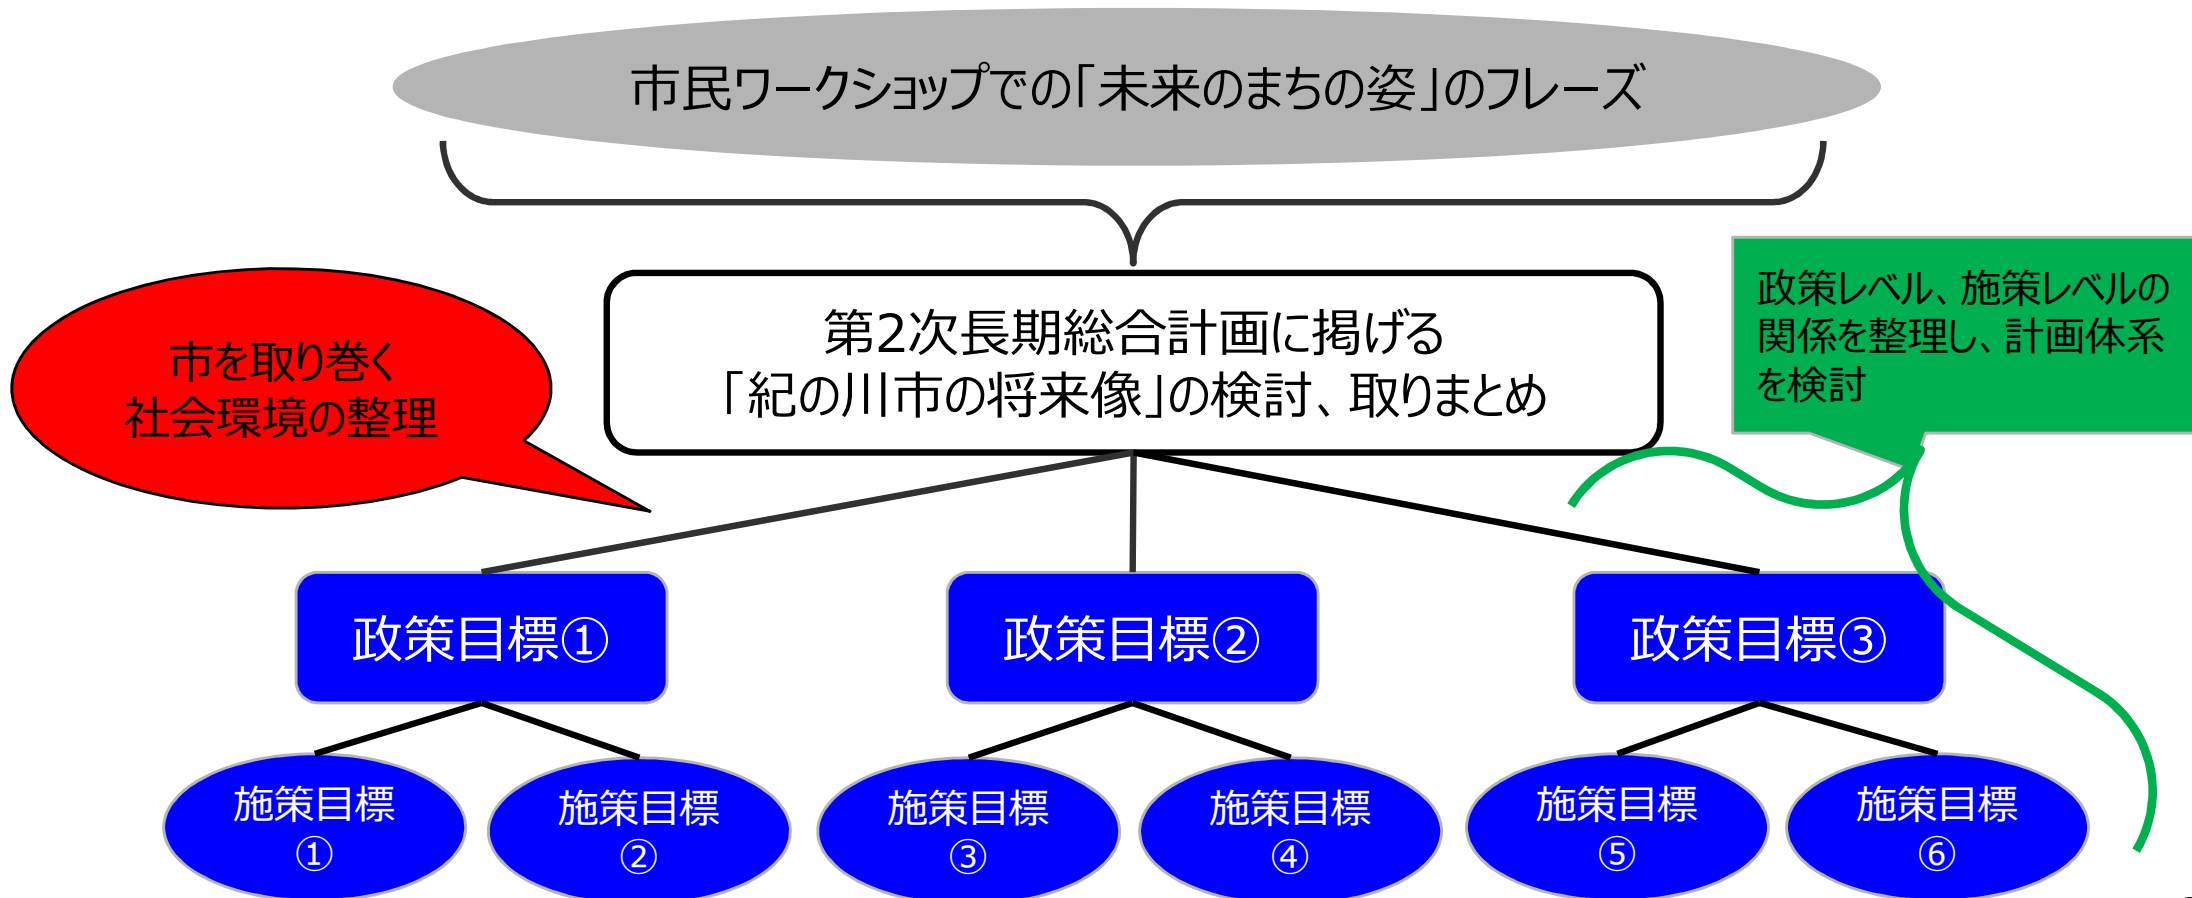 市民ワークショップでの「未来のまちの姿」のフレーズ
市を取り巻く
社会環境の整理
第2次長期総合計画に掲げる
「紀の川市の将来像」の検討、取りまとめ
政策レベル、施策レベルの
関係を整理し、計画体系
を検討
政策目標①
政策目標②
政策目標③
施策目標
①
施策目標
②
施策目標
③
施策目標
④
施策目標
⑤
施策目標
⑥